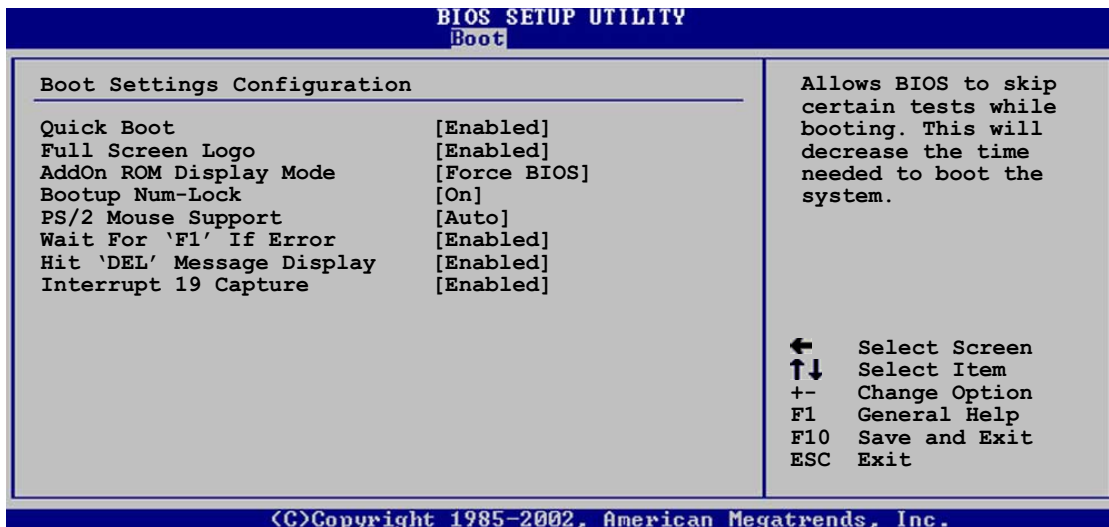 BIOS SETUP UTILITY
Boot
Boot Settings Configuration
Quick Boot [Enabled]
Full Screen Logo [Enabled]
AddOn ROM Display Mode [Force BIOS]
Bootup Num-Lock [On]
PS/2 Mouse Support [Auto]
Wait For ‘F1’ If Error [Enabled]
Hit ‘DEL’ Message Display [Enabled]
Interrupt 19 Capture [Enabled]
Allows BIOS to skip
certain tests while
booting. This will
decrease the time
needed to boot the
system.
← Select Screen
↑↓ Select Item
+- Change Option
F1 General Help
F10 Save and Exit
ESC Exit
(C)Copyright 1985-2002, American Megatrends, Inc.